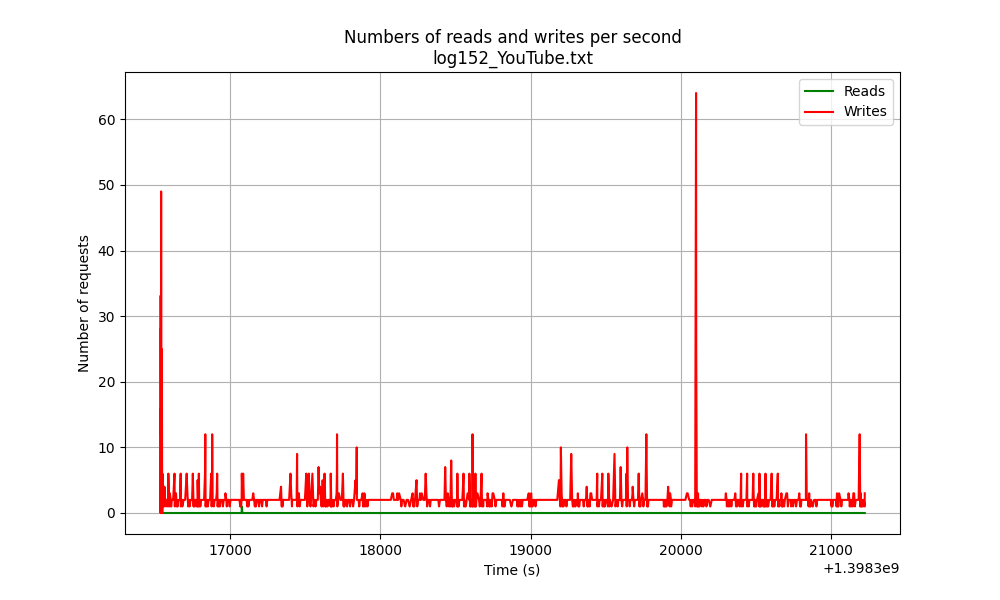 Numbers of reads and writes per second
log152_YouTube.txt
Reads
Writes
Number of requests
60
50
40
30
20
10
0
17000
18000
19000
20000
21000
Time (s)
+1.3983e9